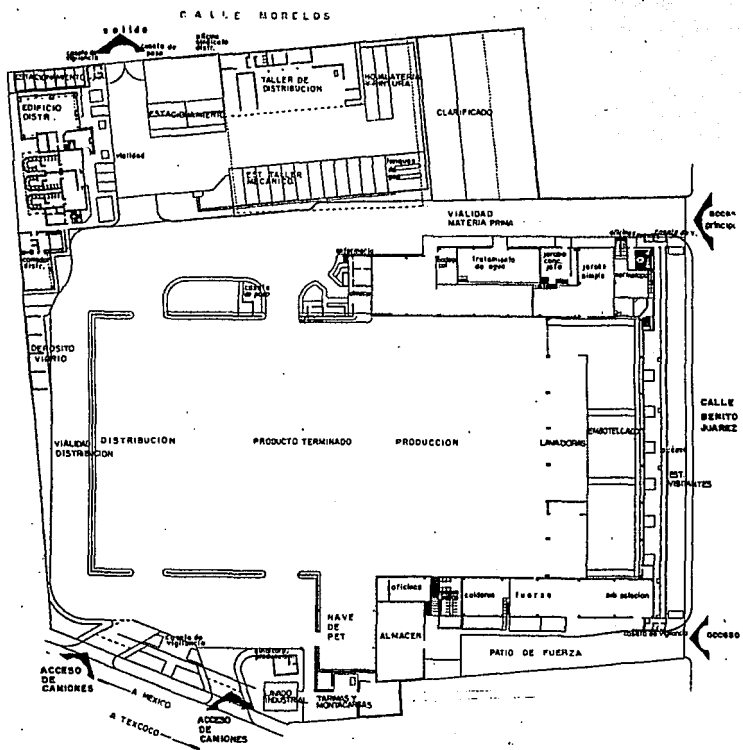 CALLE MORELOS
salida
caseta de
vigilancia
caseta de
paso
oficina
sindicato
distr.
ESTACIONAMIENTO
EDIFICIO
DISTR.
ESTACIONAMIENTO
TALLER DE
DISTRIBUCION
HOJALATERIA
Y PINTURA
CLARIFICADO
vialidad
EST. TALLER
MECANICO
tanques
de
gas
VIALIDAD
MATERIA PRIMA
comedor
distr.
enfermeria
caseta
de paso
tratamiento
de agua
jarabe
simple
DEPOSITO
VIDRIO
VIALIDAD
DISTRIBUCION
DISTRIBUCIÓN
PRODUCTO TERMINADO
PRODUCCION
LAVADORAS
EMBOTELLADO
CALLE
BENITO
JUAREZ
EST.
VISITANTES
oficinas
calderas
fuerza
sub estacion
NAVE
DE
PET
ALMACEN
PATIO DE FUERZA
caseta de vigilancia
ACCESO
caseta de
vigilancia
LAVADO
INDUSTRIAL
TARIMAS Y
MONTACARGAS
ACCESO
DE
CAMIONES
A MEXICO
A TEXCOCO
ACCESO
DE
CAMIONES